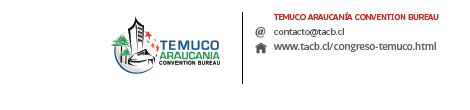 TEMUCO
ARAUCANIA
CONVENTION BUREAU
TEMUCO ARAUCANÍA CONVENTION BUREAU
@ contacto@tacb.cl
www.tacb.cl/congreso-temuco.html